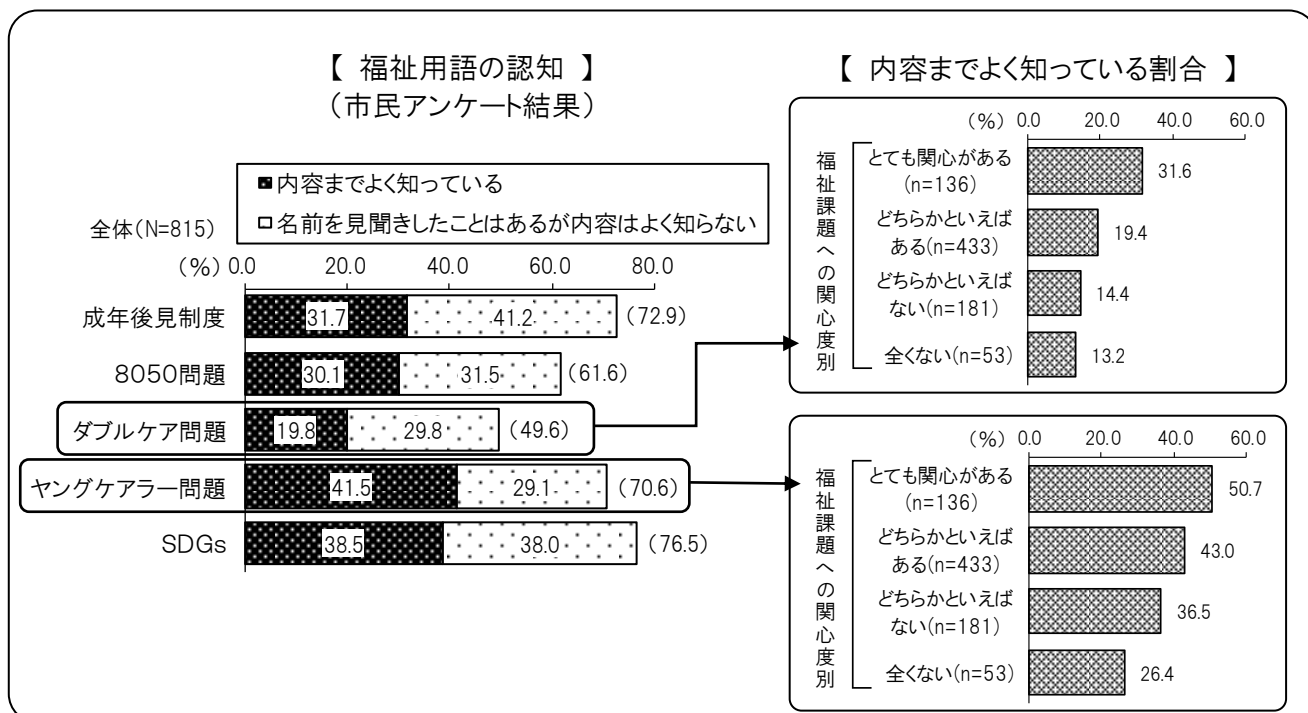 【 福祉用語の認知 】
(市民アンケート結果)
内容までよく知っている
名前を見聞きしたことはあるが内容はよく知らない
全体(N=815)
(%) 0.0 20.0 40.0 60.0 80.0
成年後見制度 31.7 41.2 (72.9)
8050問題 30.1 31.5 (61.6)
ダブルケア問題 19.8 29.8 (49.6)
ヤングケアラー問題 41.5 29.1 (70.6)
SDGs 38.5 38.0 (76.5)
【 内容までよく知っている割合 】
(%) 0.0 20.0 40.0 60.0
福祉課題への関心度別
とても関心がある
(n=136) 31.6
どちらかといえば
ある(n=433) 19.4
どちらかといえば
ない(n=181) 14.4
全くない(n=53) 13.2
(%) 0.0 20.0 40.0 60.0
福祉課題への関心度別
とても関心がある
(n=136) 50.7
どちらかといえば
ある(n=433) 43.0
どちらかといえば
ない(n=181) 36.5
全くない(n=53) 26.4